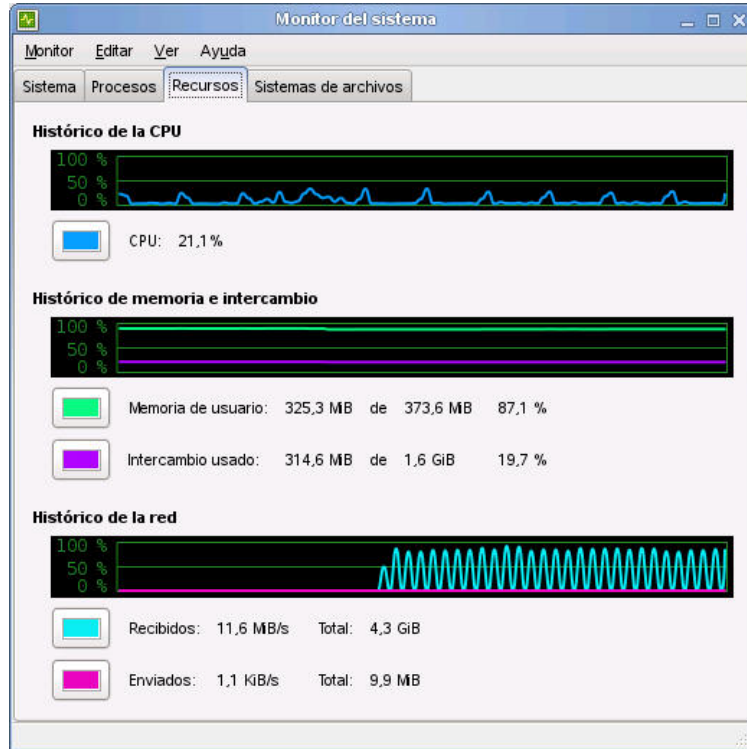 Monitor del sistema
Monitor Editar Ver Ayuda
Sistema Procesos Recursos Sistemas de archivos
Histórico de la CPU
100 %
50 %
0 %
CPU: 21,1%
Histórico de memoria e intercambio
100 %
50 %
0 %
Memoria de usuario: 325,3 MiB de 373,6 MiB 87,1 %
Intercambio usado: 314,6 MiB de 1,6 GiB 19,7 %
Histórico de la red
100 %
50 %
0 %
Recibidos: 11,6 MiB/s Total: 4,3 GiB
Enviados: 1,1 KiB/s Total: 9,9 MiB